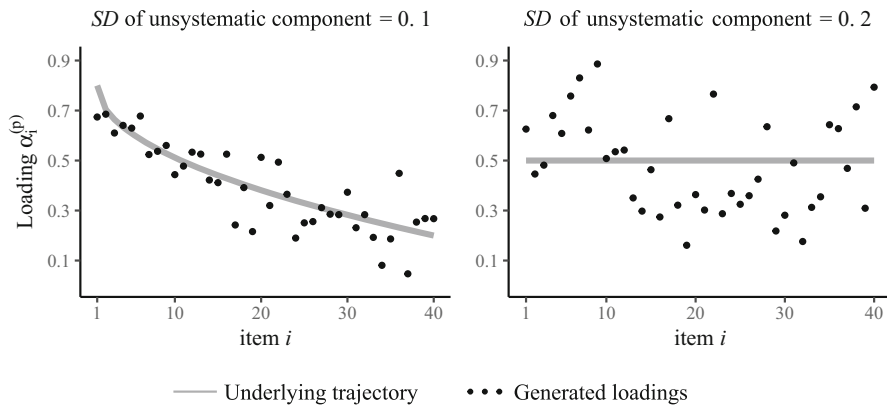 SD of unsystematic component = 0. 1
SD of unsystematic component = 0. 2
Loading α_i^(p)
0.9
0.7
0.5
0.3
0.1
1 10 20 30 40
item i
0.9
0.7
0.5
0.3
0.1
1 10 20 30 40
item i
Underlying trajectory
Generated loadings